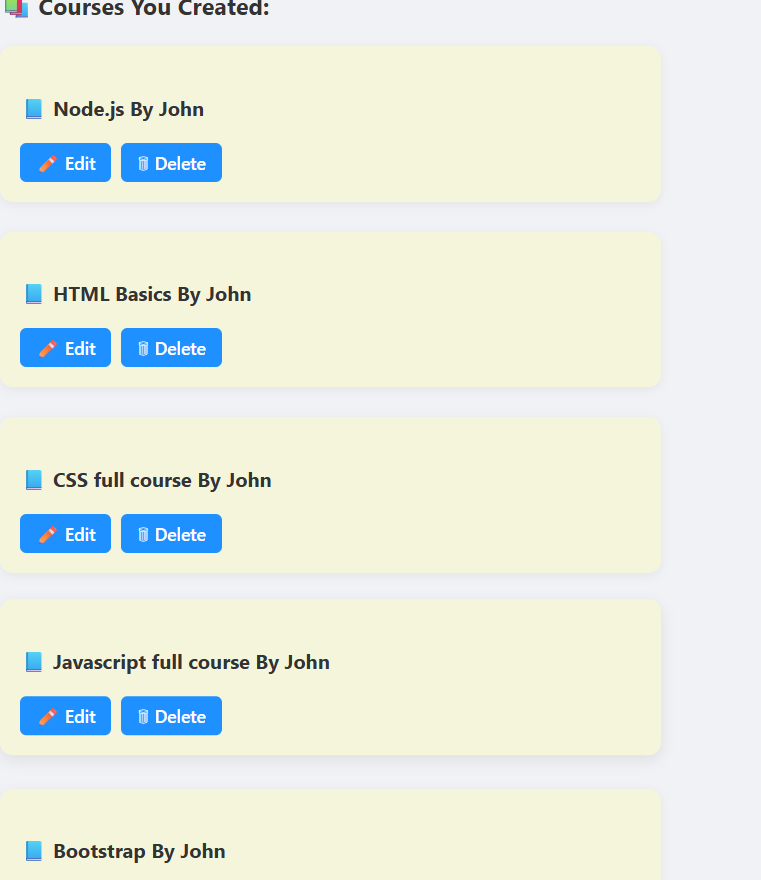 Courses You Created:
Node.js By John
Edit Delete
HTML Basics By John
Edit Delete
CSS full course By John
Edit Delete
Javascript full course By John
Edit Delete
Bootstrap By John